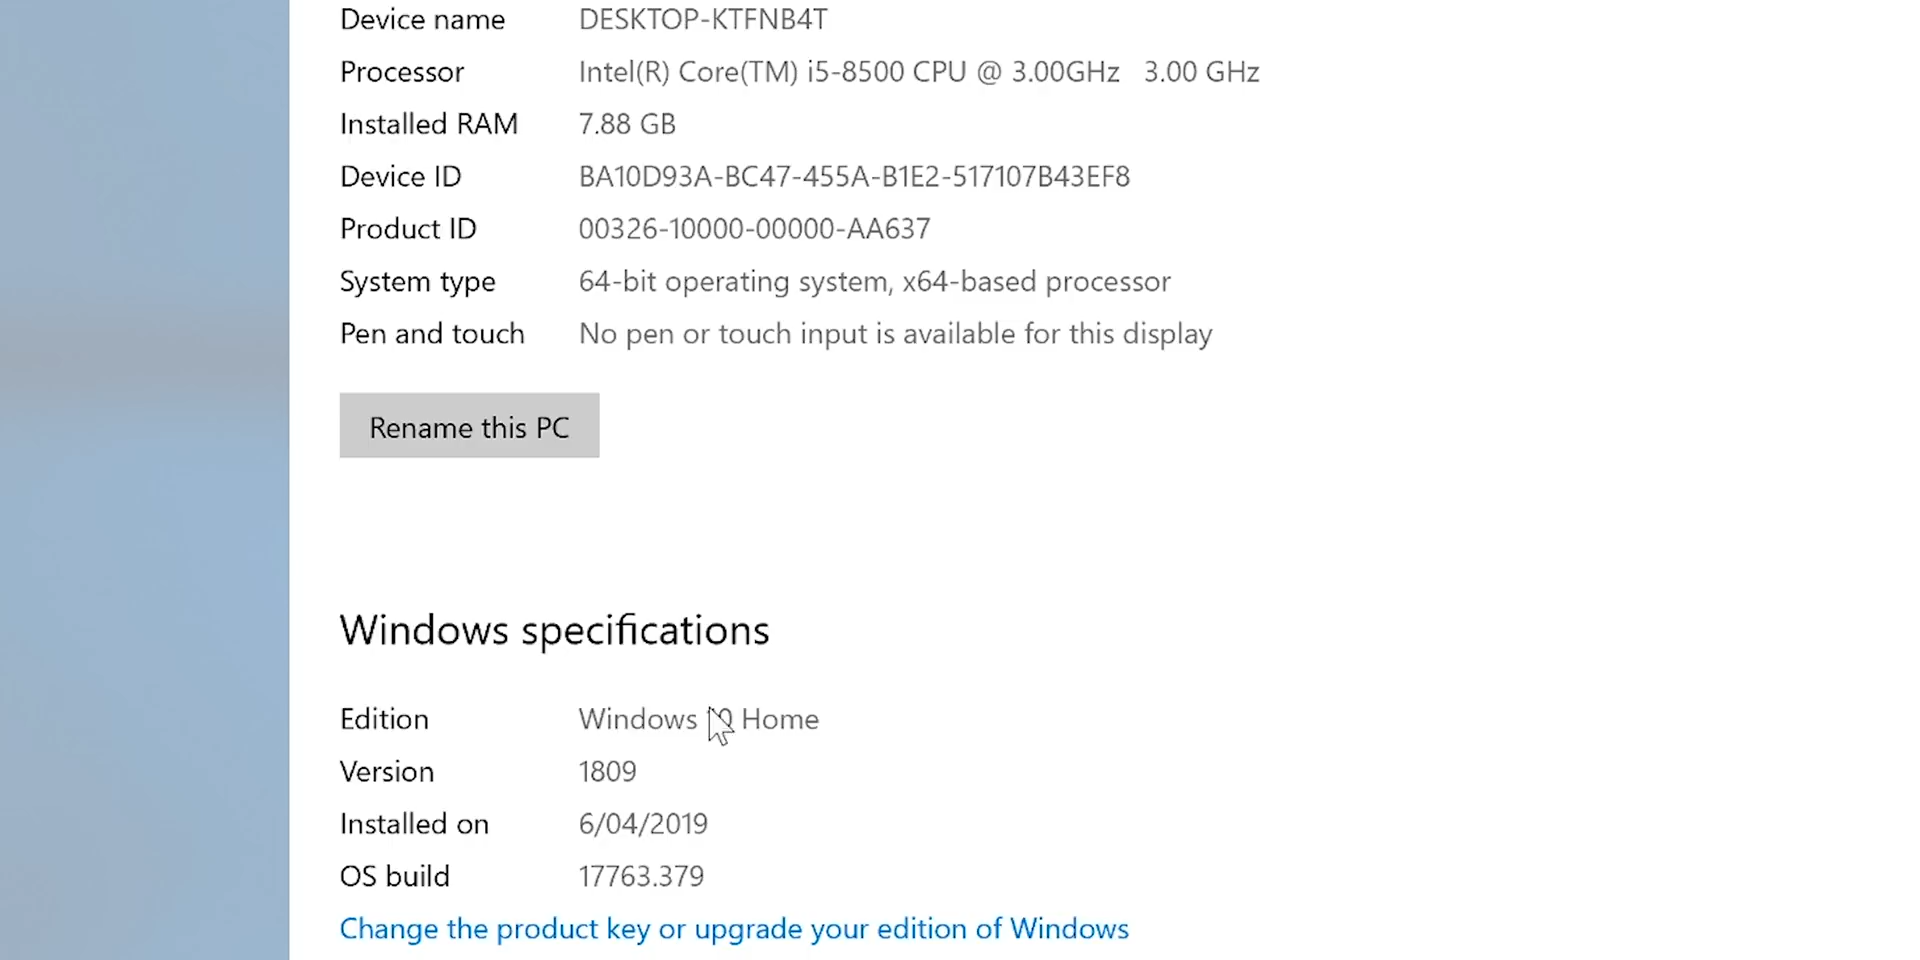 Device name DESKTOP-KTFNB4T
Processor Intel(R) Core(TM) i5-8500 CPU @ 3.00GHz 3.00 GHz
Installed RAM 7.88 GB
Device ID BA10D93A-BC47-455A-B1E2-517107B43EF8
Product ID 00326-10000-00000-AA637
System type 64-bit operating system, x64-based processor
Pen and touch No pen or touch input is available for this display
Rename this PC
Windows specifications
Edition Windows 10 Home
Version 1809
Installed on 6/04/2019
OS build 17763.379
Change the product key or upgrade your edition of Windows